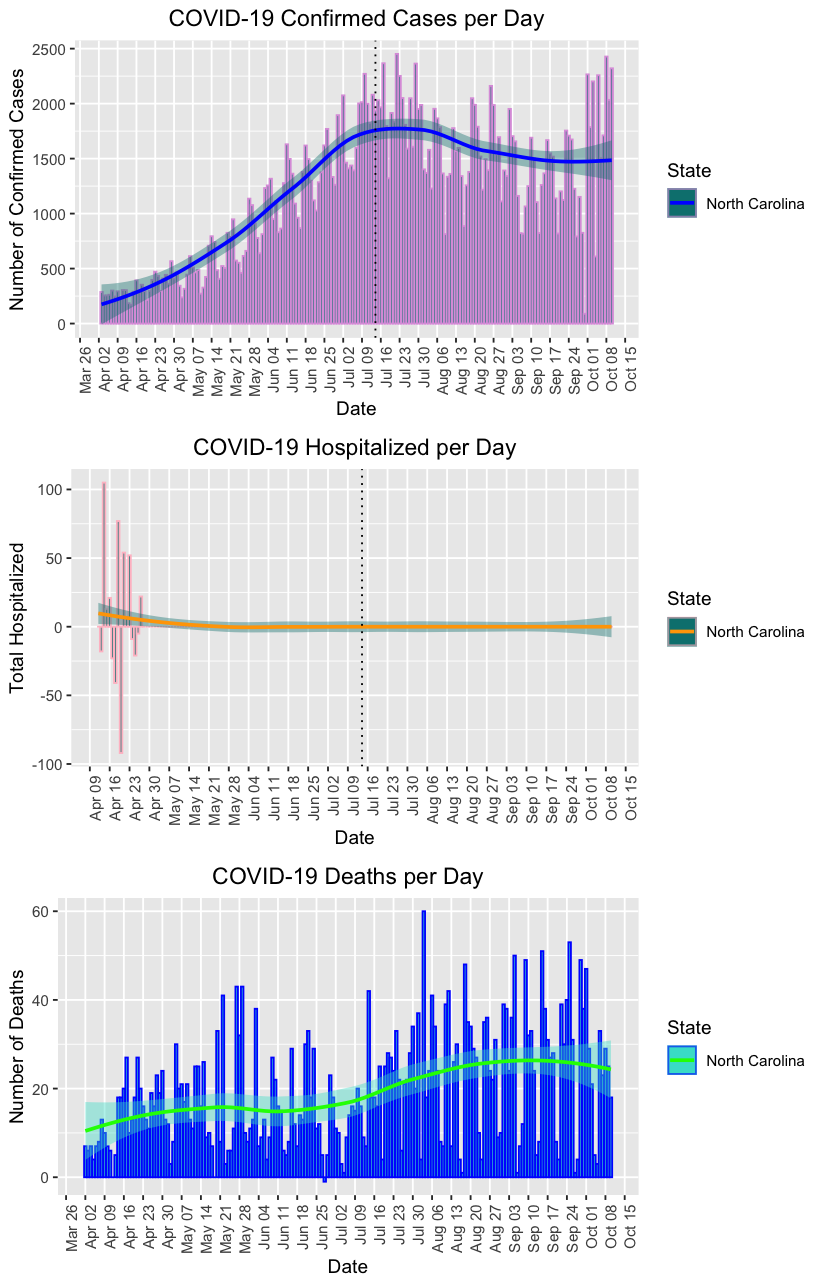 COVID-19 Confirmed Cases per Day
Number of Confirmed Cases
2500
2000
1500
1000
500
0
Mar 26
Apr 02
Apr 09
Apr 16
Apr 23
Apr 30
May 07
May 14
May 21
May 28
Jun 04
Jun 11
Jun 18
Jun 25
Jul 02
Jul 09
Jul 16
Jul 23
Jul 30
Aug 06
Aug 13
Aug 20
Aug 27
Sep 03
Sep 10
Sep 17
Sep 24
Oct 01
Oct 08
Oct 15
Date
State
North Carolina
COVID-19 Hospitalized per Day
Total Hospitalized
100
50
0
-50
-100
Apr 09
Apr 16
Apr 23
Apr 30
May 07
May 14
May 21
May 28
Jun 04
Jun 11
Jun 18
Jun 25
Jul 02
Jul 09
Jul 16
Jul 23
Jul 30
Aug 06
Aug 13
Aug 20
Aug 27
Sep 03
Sep 10
Sep 17
Sep 24
Oct 01
Oct 08
Oct 15
Date
State
North Carolina
COVID-19 Deaths per Day
Number of Deaths
60
40
20
0
Mar 26
Apr 02
Apr 09
Apr 16
Apr 23
Apr 30
May 07
May 14
May 21
May 28
Jun 04
Jun 11
Jun 18
Jun 25
Jul 02
Jul 09
Jul 16
Jul 23
Jul 30
Aug 06
Aug 13
Aug 20
Aug 27
Sep 03
Sep 10
Sep 17
Sep 24
Oct 01
Oct 08
Oct 15
Date
State
North Carolina